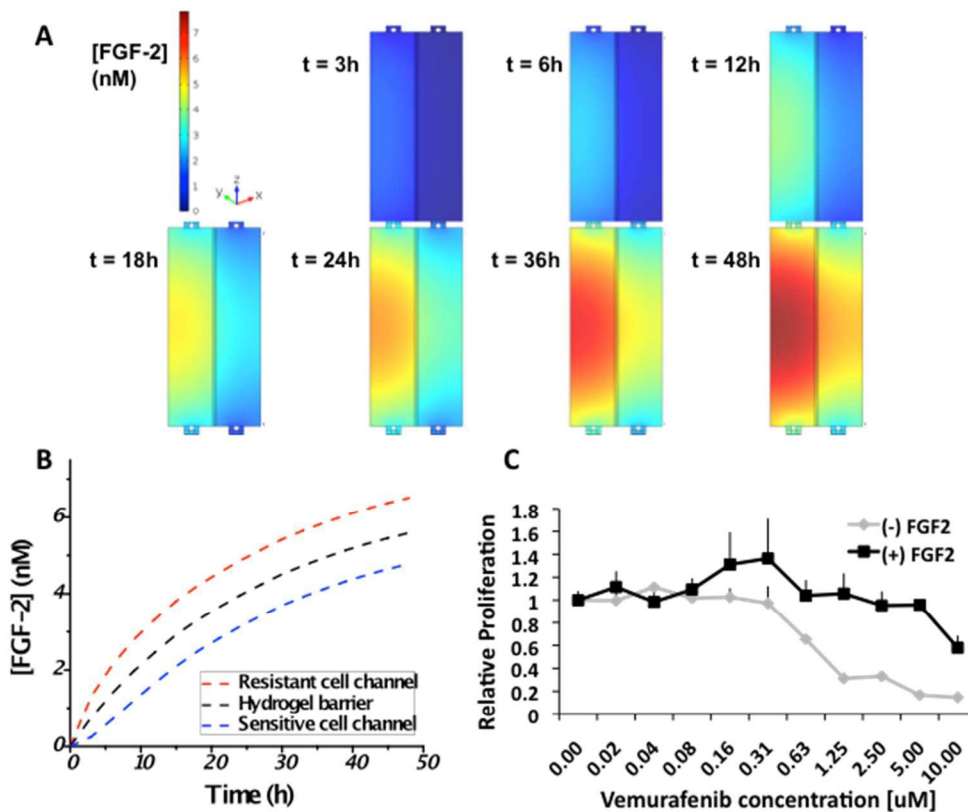 A
[FGF-2]
(nM)
7
6
5
4
3
2
1
0
y
z
x
t = 3h
t = 6h
t = 12h
t = 18h
t = 24h
t = 36h
t = 48h
B
[FGF-2] (nM)
6
4
2
0
0
10
20
30
40
50
Resistant cell channel
Hydrogel barrier
Sensitive cell channel
Time (h)
C
Relative Proliferation
1.8
1.6
1.4
1.2
1
0.8
0.6
0.4
0.2
0
(-) FGF2
(+) FGF2
0.00
0.02
0.04
0.08
0.16
0.31
0.63
1.25
2.50
5.00
10.00
Vemurafenib concentration [uM]